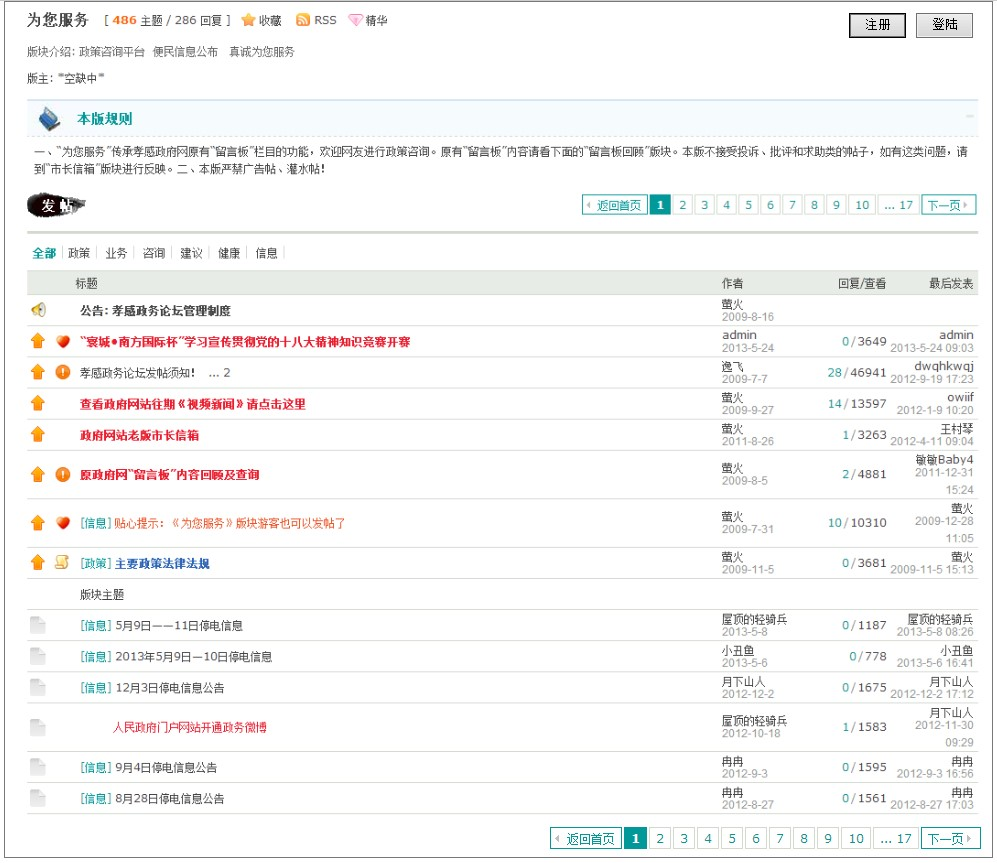 为您服务 [ 486 主题 / 286 回复 ] 收藏 RSS 精华
注册 登陆
版块介绍: 政策咨询平台 便民信息公布 真诚为您服务
版主: "空缺中"
本版规则
一、“为您服务”传承孝感政府网原有“留言板”栏目的功能，欢迎网友进行政策咨询。原有“留言板”内容请看下面的“留言板回顾”版块。本版不接受投诉、批评和求助类的帖子，如有这类问题，请
到“市长信箱”版块进行反映。二、本版严禁广告帖、灌水帖！
发帖
返回首页 1 2 3 4 5 6 7 8 9 10 ... 17 下一页
全部 政策 业务 咨询 建议 健康 信息
标题 作者 回复/查看 最后发表
公告: 孝感政务论坛管理制度 萤火
2009-8-16
“寰城•南方国际杯”学习宣传贯彻党的十八大精神知识竞赛开赛 admin 0/3649 admin
2013-5-24 2013-5-24 09:03
孝感政务论坛发帖须知！ ... 2 逸飞 28/46941 dwqhkwqj
2009-7-7 2012-9-19 17:23
查看政府网站往期《视频新闻》请点击这里 萤火 14/13597 owiif
2009-9-27 2012-1-9 10:20
政府网站老版市长信箱 萤火 1/3263 王村琴
2011-8-26 2012-4-11 09:04
原政府网“留言板”内容回顾及查询 萤火 2/4881 敏敏Baby4
2009-8-5 2011-12-31
15:24
[信息] 贴心提示: 《为您服务》版块游客也可以发帖了 萤火 10/10310 萤火
2009-7-31 2009-12-28
11:05
[政策] 主要政策法律法规 萤火 0/3681 萤火
2009-11-5 2009-11-5 15:13
版块主题
[信息] 5月9日——11日停电信息 屋顶的轻骑兵 0/1187 屋顶的轻骑兵
2013-5-8 2013-5-8 08:26
[信息] 2013年5月9日—10日停电信息 小丑鱼 0/778 小丑鱼
2013-5-6 2013-5-6 16:41
[信息] 12月3日停电信息公告 月下山人 0/1675 月下山人
2012-12-2 2012-12-2 17:12
人民政府门户网站开通政务微博 屋顶的轻骑兵 1/1583 月下山人
2012-10-18 2012-11-30
09:29
[信息] 9月4日停电信息公告 冉冉 0/1595 冉冉
2012-9-3 2012-9-3 16:56
[信息] 8月28日停电信息公告 冉冉 0/1561 冉冉
2012-8-27 2012-8-27 17:03
返回首页 1 2 3 4 5 6 7 8 9 10 ... 17 下一页